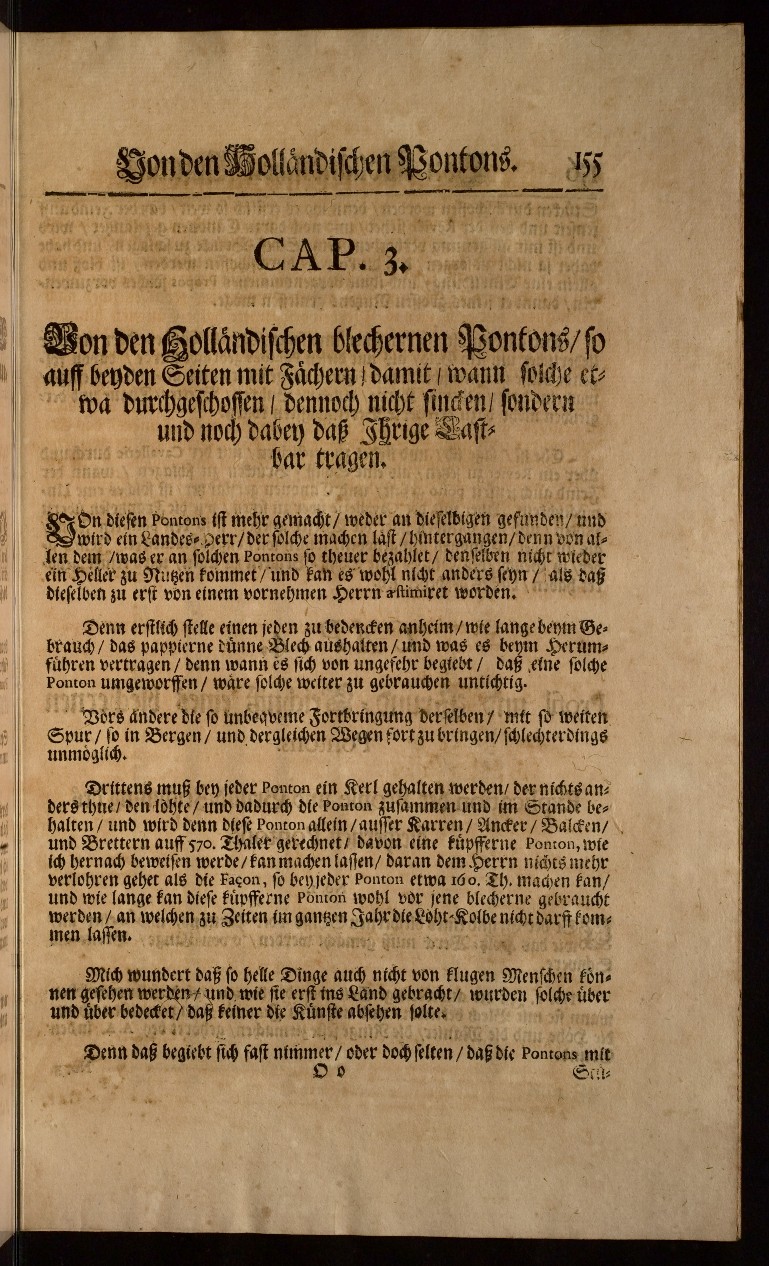 Von den Holländischen Pontons. 155
CAP. 3.
Von den Holländischen blechernen Pontons/ so
auff beyden Seiten mit Fächern/ damit/ wann solche et-
wa durchgeschossen/ dennoch nicht sincken/ sondern
und noch dabey daß Ihrige Last-
bar tragen.
VOn diesen Pontons ist mehr gemacht/ weder an dieselbigen gefunden/ und
wird ein Landes-Herr/ der solche machen läst/ hintergangen/ denn von al-
len dem /was er an solchen Pontons so theuer bezahlet/ denselben nicht wieder
ein Heller zu Nutzen kommet/ und kan es wohl nicht anders seyn/ als daß
dieselben zu erst von einem vornehmen Herrn æstimiret worden.
Denn erstlich stelle einen jeden zu bedencken anheim/ wie lange beym Ge-
brauch/ das pappierne dünne Blech aushalten/ und was es beym Herum-
führen vertragen/ denn wann es sich von ungefehr begiebt/ daß eine solche
Ponton umgeworffen/ wäre solche weiter zu gebrauchen untichtig.
Vors ändere die so unbeqveme Fortbringung derselben/ mit so weiten
Spur/ so in Bergen/ und dergleichen Wegen fort zu bringen/ schlechterdings
unmöglich.
Drittens muß bey jeder Ponton ein Kerl gehalten werden/ der nichts an-
ders thue/ den löhte/ und dadurch die Ponton zusammen und im Stande be-
halten/ und wird denn diese Ponton allein/ ausser Karren/ Ancker/ Balcken/
und Brettern auff 570. Thaler gerechnet/ davon eine küpfferne Ponton, wie
ich hernach beweisen werde/ kan machen lassen/ daran dem Herrn nichts mehr
verlohren gehet als die Façon, so bey jeder Ponton etwa 160. Th. machen kan/
und wie lange kan diese küpfferne Ponton wohl vor jene blecherne gebraucht
werden/ an welchen zu Zeiten im gantzen Jahr die Löht-Kolbe nicht darff kom-
men lassen.
Mich wundert daß so helle Dinge auch nicht von klugen Menschen kön-
nen gesehen werden/ und wie sie erst ins Land gebracht/ wurden solche über
und über bedecket/ daß keiner die Künste absehen solte.
Denn daß begiebt sich fast nimmer/ oder doch selten/ daß die Pontons mit
O o